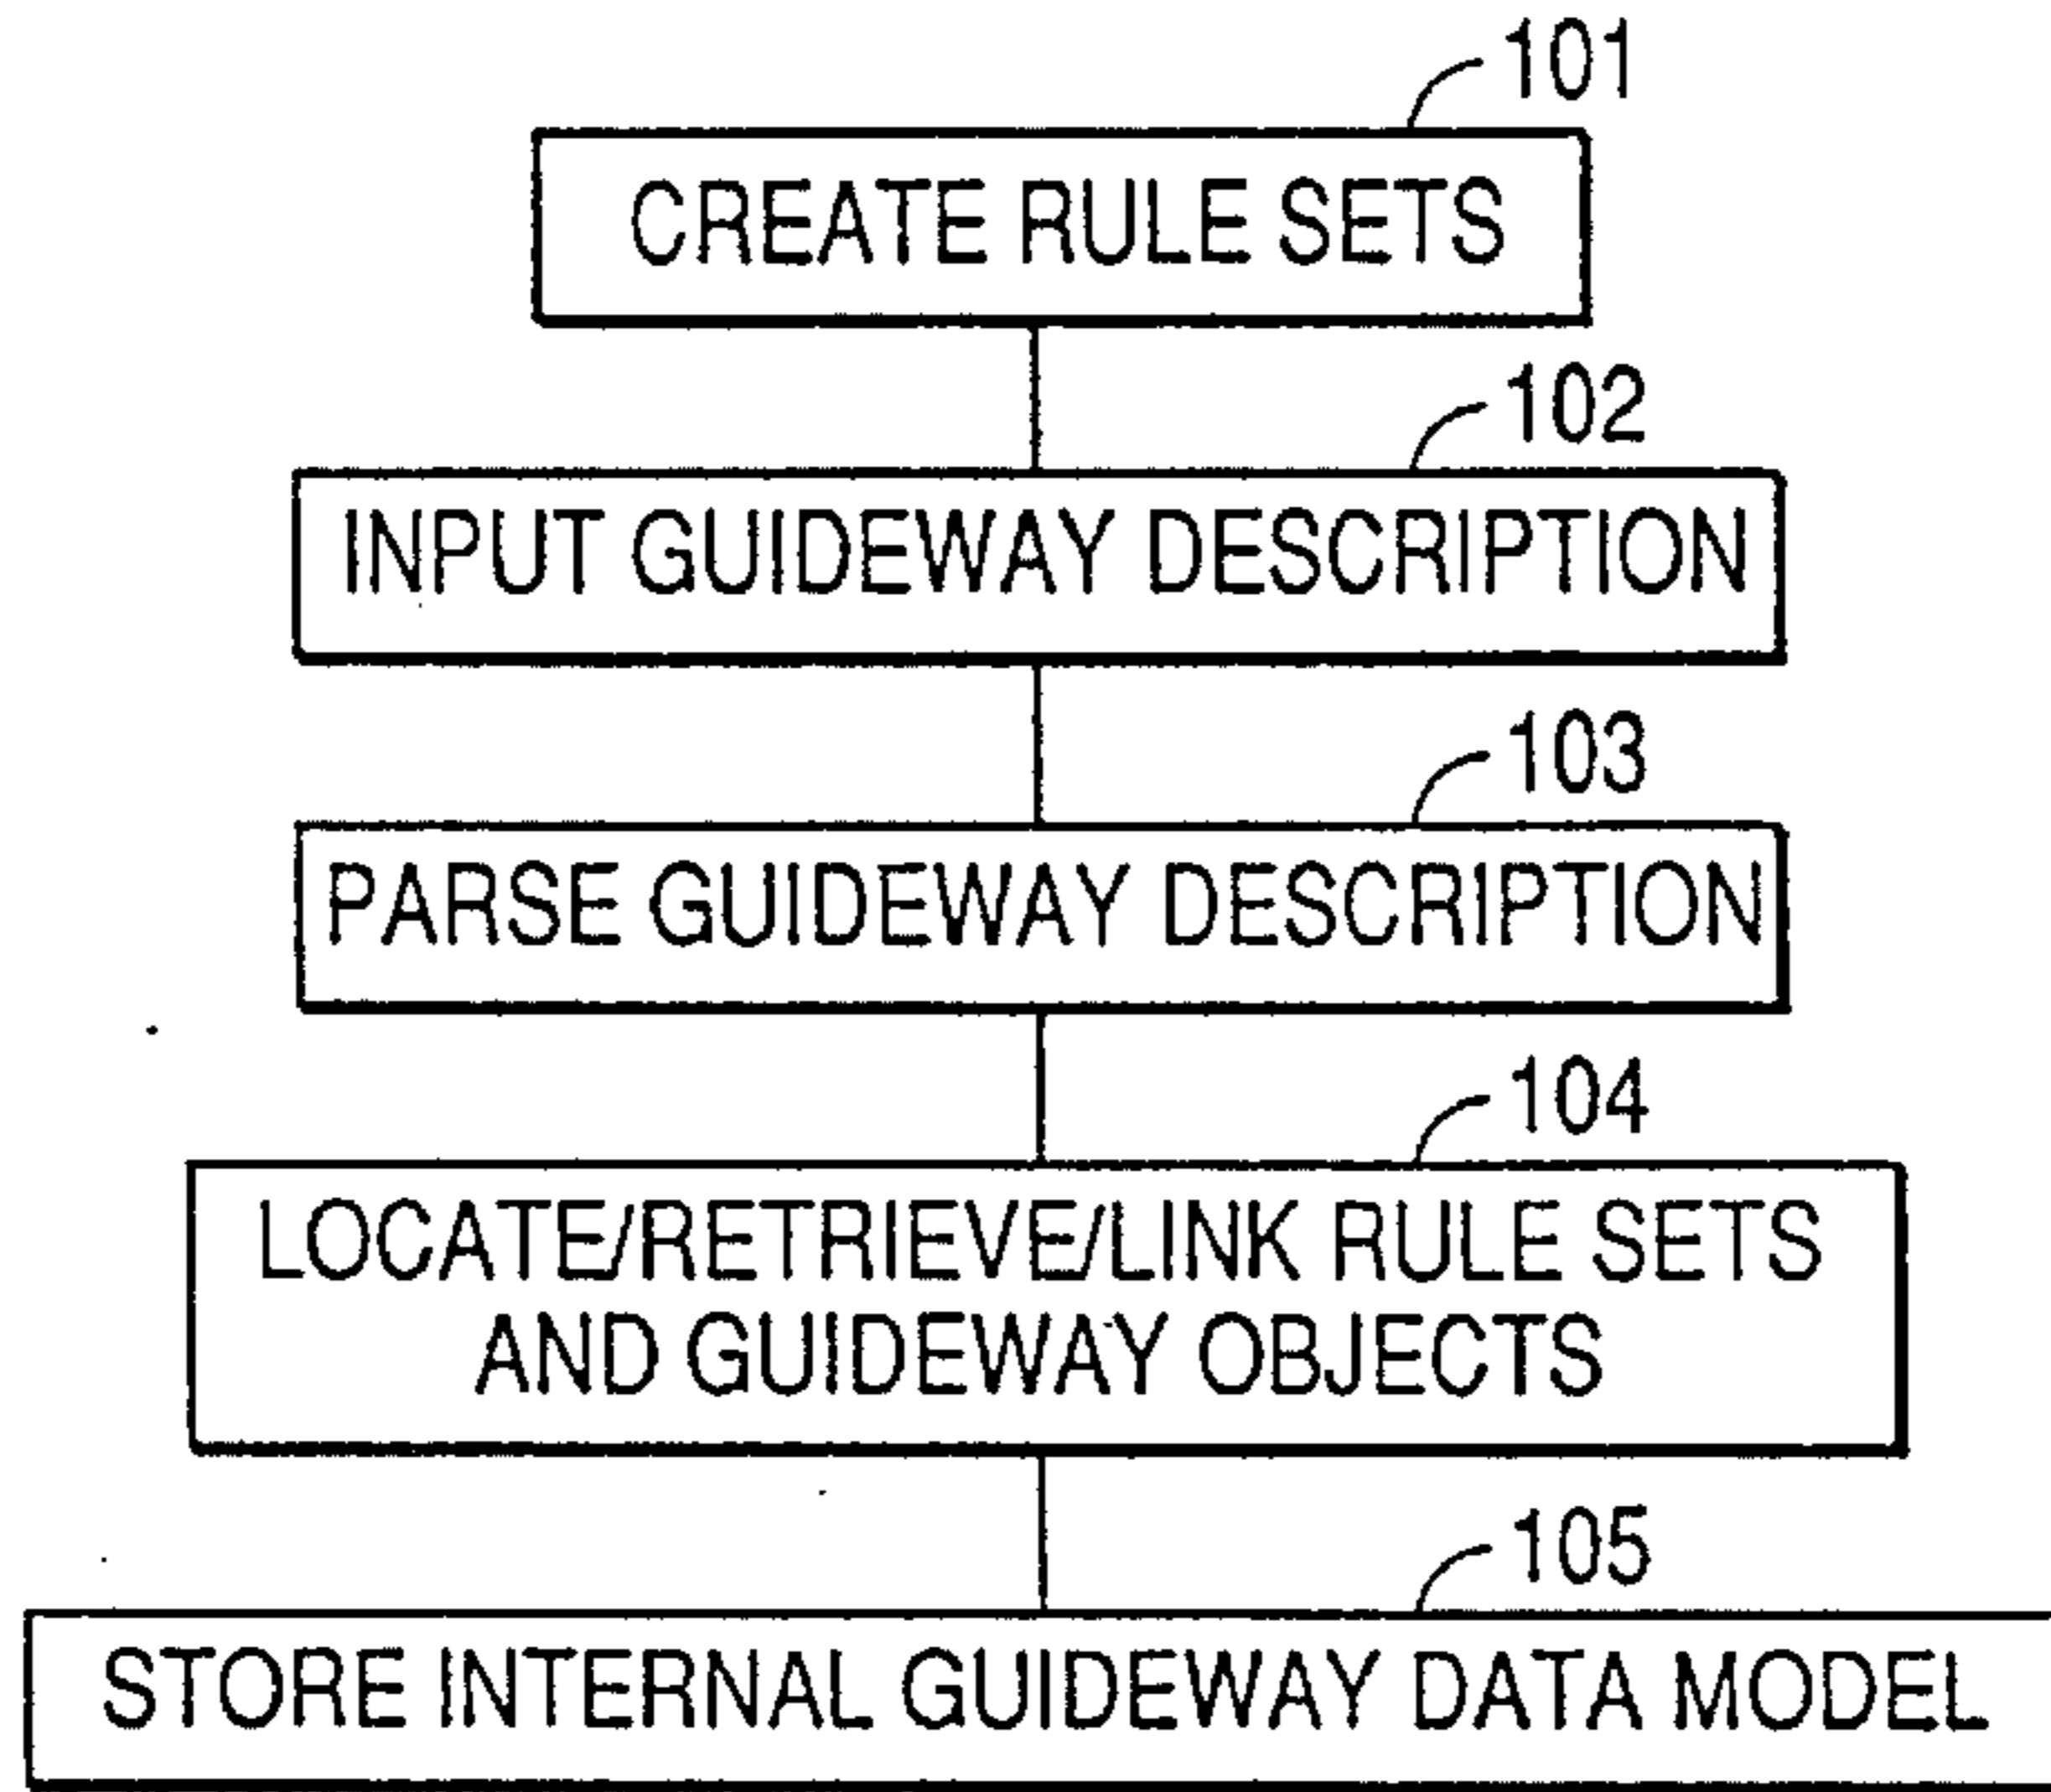 101
CREATE RULE SETS
102
INPUT GUIDEWAY DESCRIPTION
103
PARSE GUIDEWAY DESCRIPTION
104
LOCATE/RETRIEVE/LINK RULE SETS
AND GUIDEWAY OBJECTS
105
STORE INTERNAL GUIDEWAY DATA MODEL